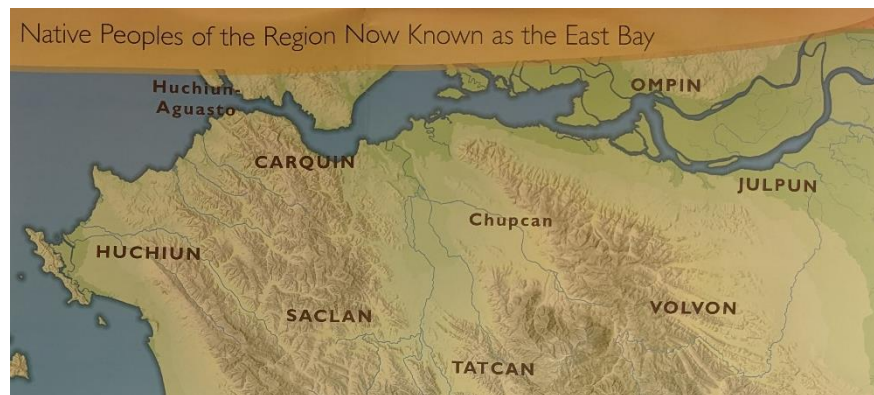 Native Peoples of the Region Now Known as the East Bay
Huchiun-
Aguasto
OMPIN
CARQUIN
JULPUN
Chupcan
HUCHIUN
VOLVON
SACLAN
TATCAN